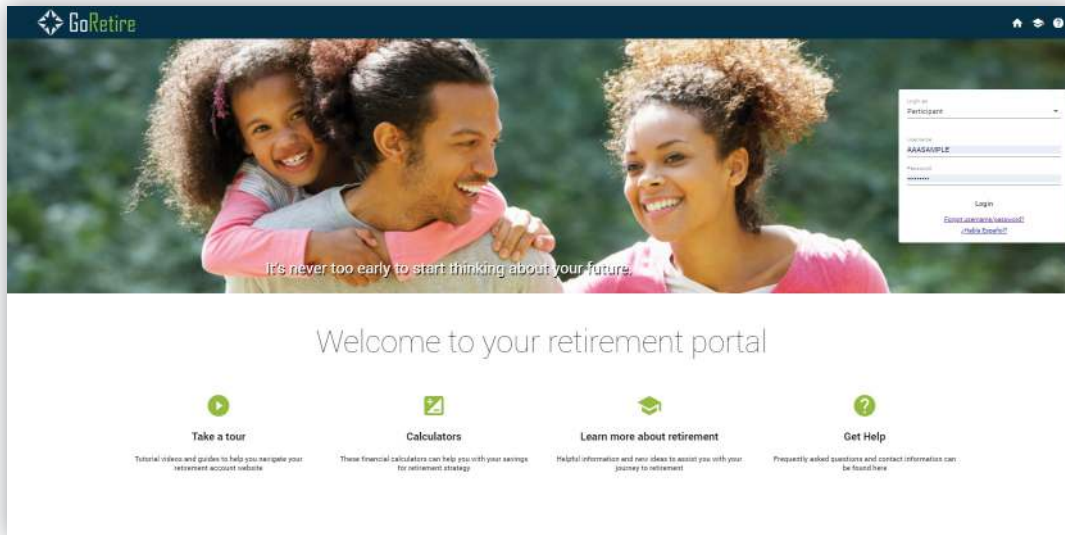 GoRetire
Login as
Participant
Username
AAASAMPLE
Password
Login
Forgot username/password?
¿Habla Español?
It's never too early to start thinking about your future.
Welcome to your retirement portal
Take a tour
Tutorial videos and guides to help you navigate your
retirement account website
Calculators
These financial calculators can help you with your savings
for retirement strategy
Learn more about retirement
Helpful information and new ideas to assist you with your
journey to retirement
Get Help
Frequently asked questions and contact information can
be found here